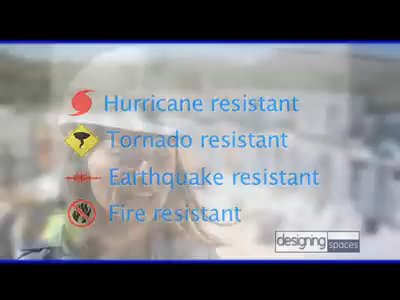 Hurricane resistant
Tornado resistant
Earthquake resistant
Fire resistant
designing spaces